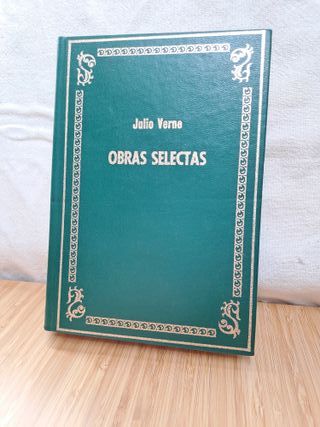 Julio Verne
OBRAS SELECTAS